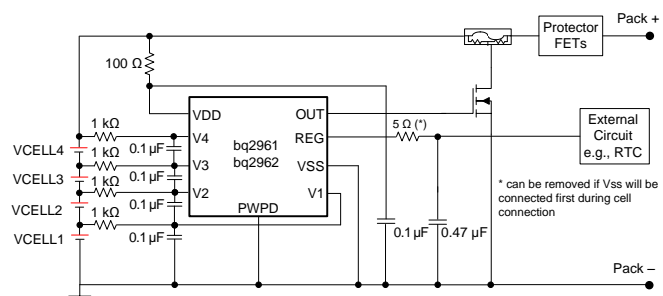 Pack +
Protector
FETs
100 Ω
VDD
OUT
1 kΩ
V4
bq2961
REG
5 Ω (*)
External
Circuit
e.g., RTC
VCELL4
0.1 µF
1 kΩ
V3
bq2962
VSS
VCELL3
0.1 µF
1 kΩ
V2
V1
* can be removed if Vss will be
connected first during cell
connection
VCELL2
0.1 µF
1 kΩ
PWPD
VCELL1
0.1 µF
0.1 µF
0.47 µF
Pack –